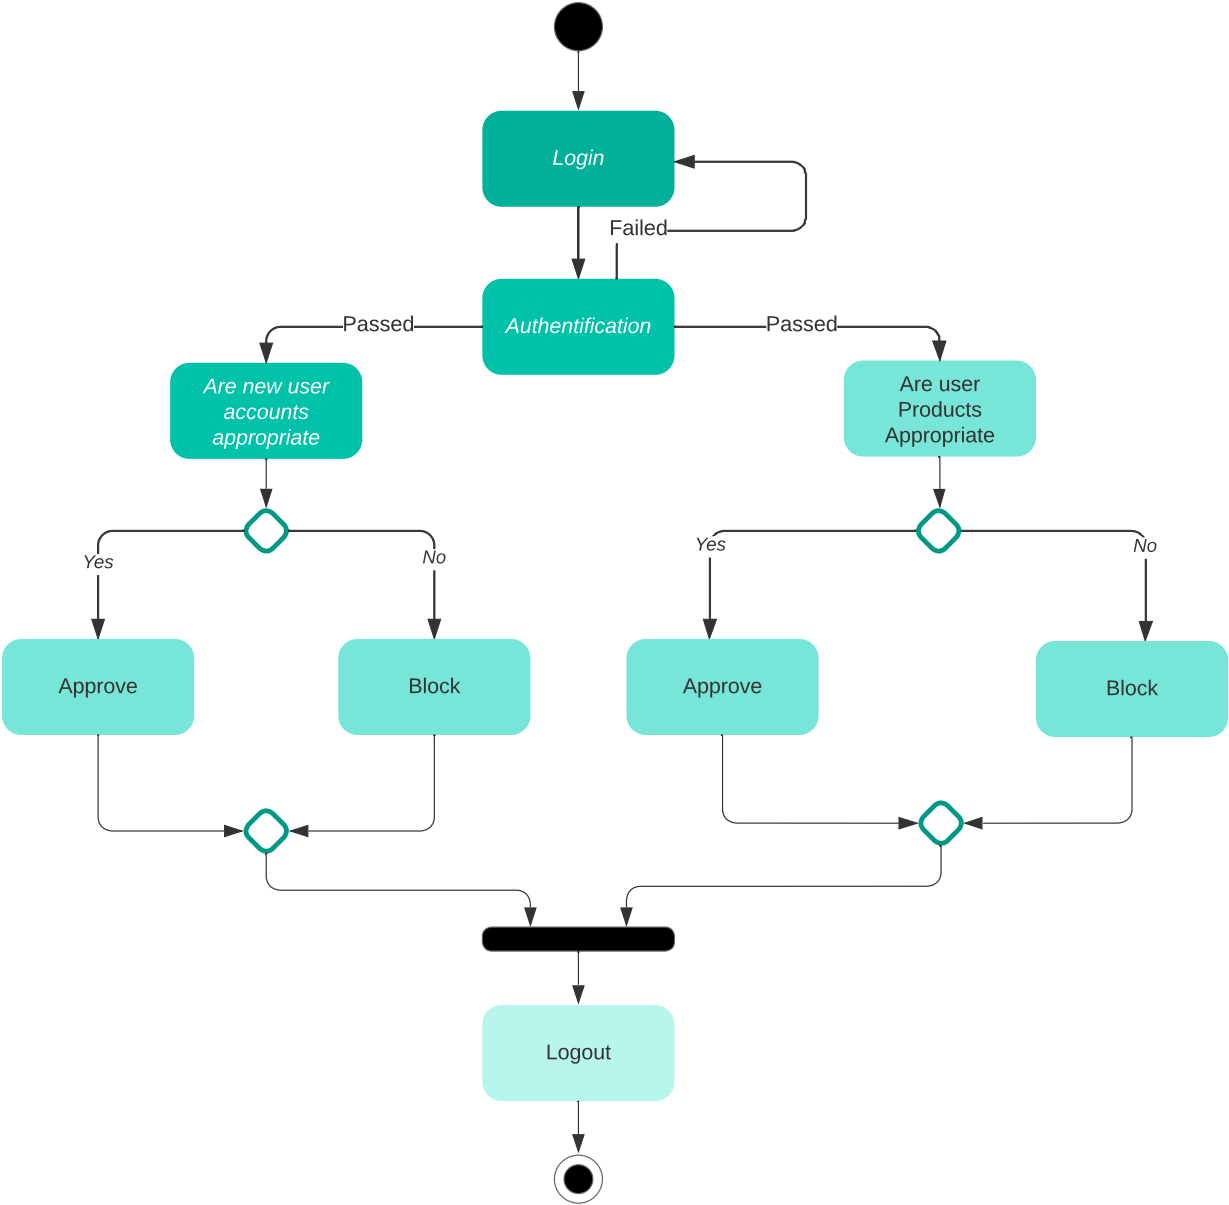 Login
Failed
Authentification
Passed
Passed
Are new user
accounts
appropriate
Are user
Products
Appropriate
Yes
No
Yes
No
Approve
Block
Approve
Block
Logout